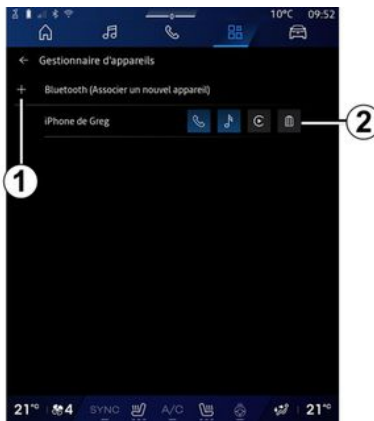 10°C 09:52
Gestionnaire d'appareils
Bluetooth (Associer un nouvel appareil)
iPhone de Greg
2
1
21° 4 SYNC A/C 21°